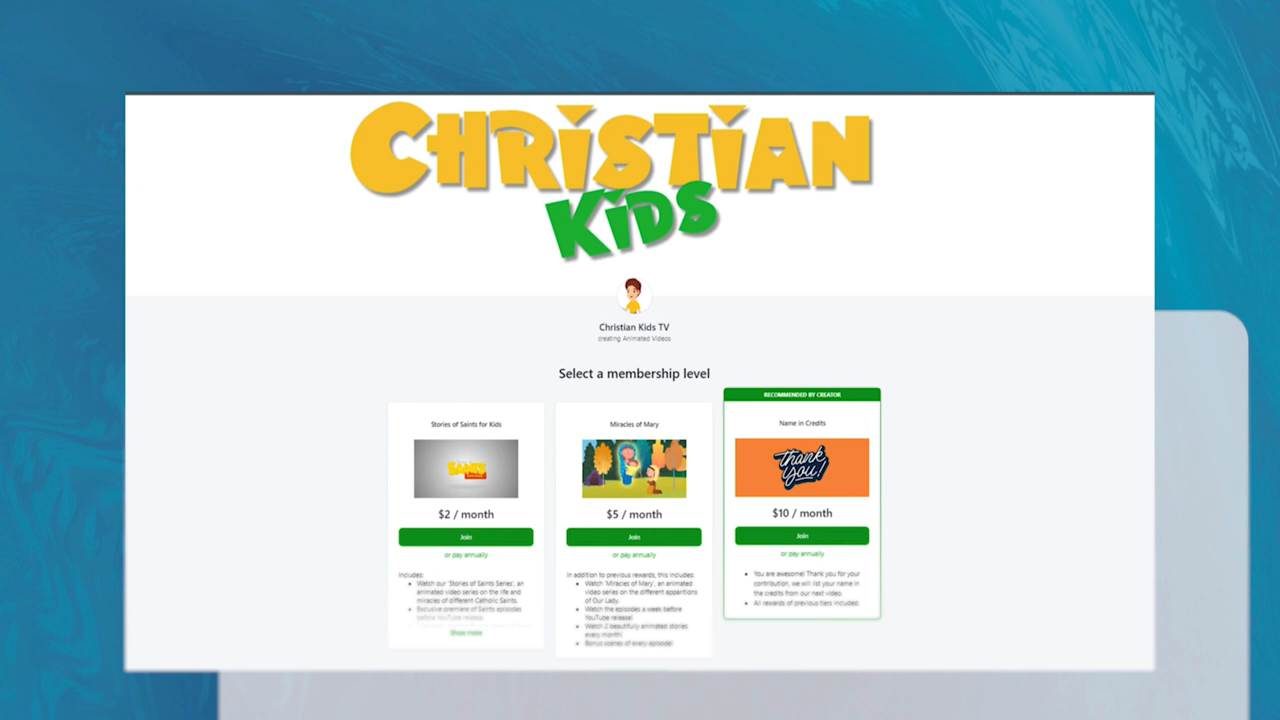 CHRISTIAN
KIDS
Christian Kids TV
creating Animated Videos
Select a membership level
Stories of Saints for Kids
SAINTS
$2 / month
Join
or pay annually
Includes:
Watch our 'Stories of Saints Series', an
animated video series on the life and
miracles of different Catholic Saints.
Exclusive premiere of Saints episodes
before YouTube release
Show more
Miracles of Mary
$5 / month
Join
or pay annually
In addition to previous rewards, this includes:
Watch 'Miracles of Mary', an animated
video series on the different apparitions
of Our Lady.
Watch the episodes a week before
YouTube release!
Watch 2 beautifully animated stories
every month!
Bonus scenes of every episode!
RECOMMENDED BY CREATOR
Name in Credits
Thank
You!
$10 / month
Join
or pay annually
You are awesome! Thank you for your
contribution, we will list your name in
the credits from our next video.
All rewards of previous tiers included.